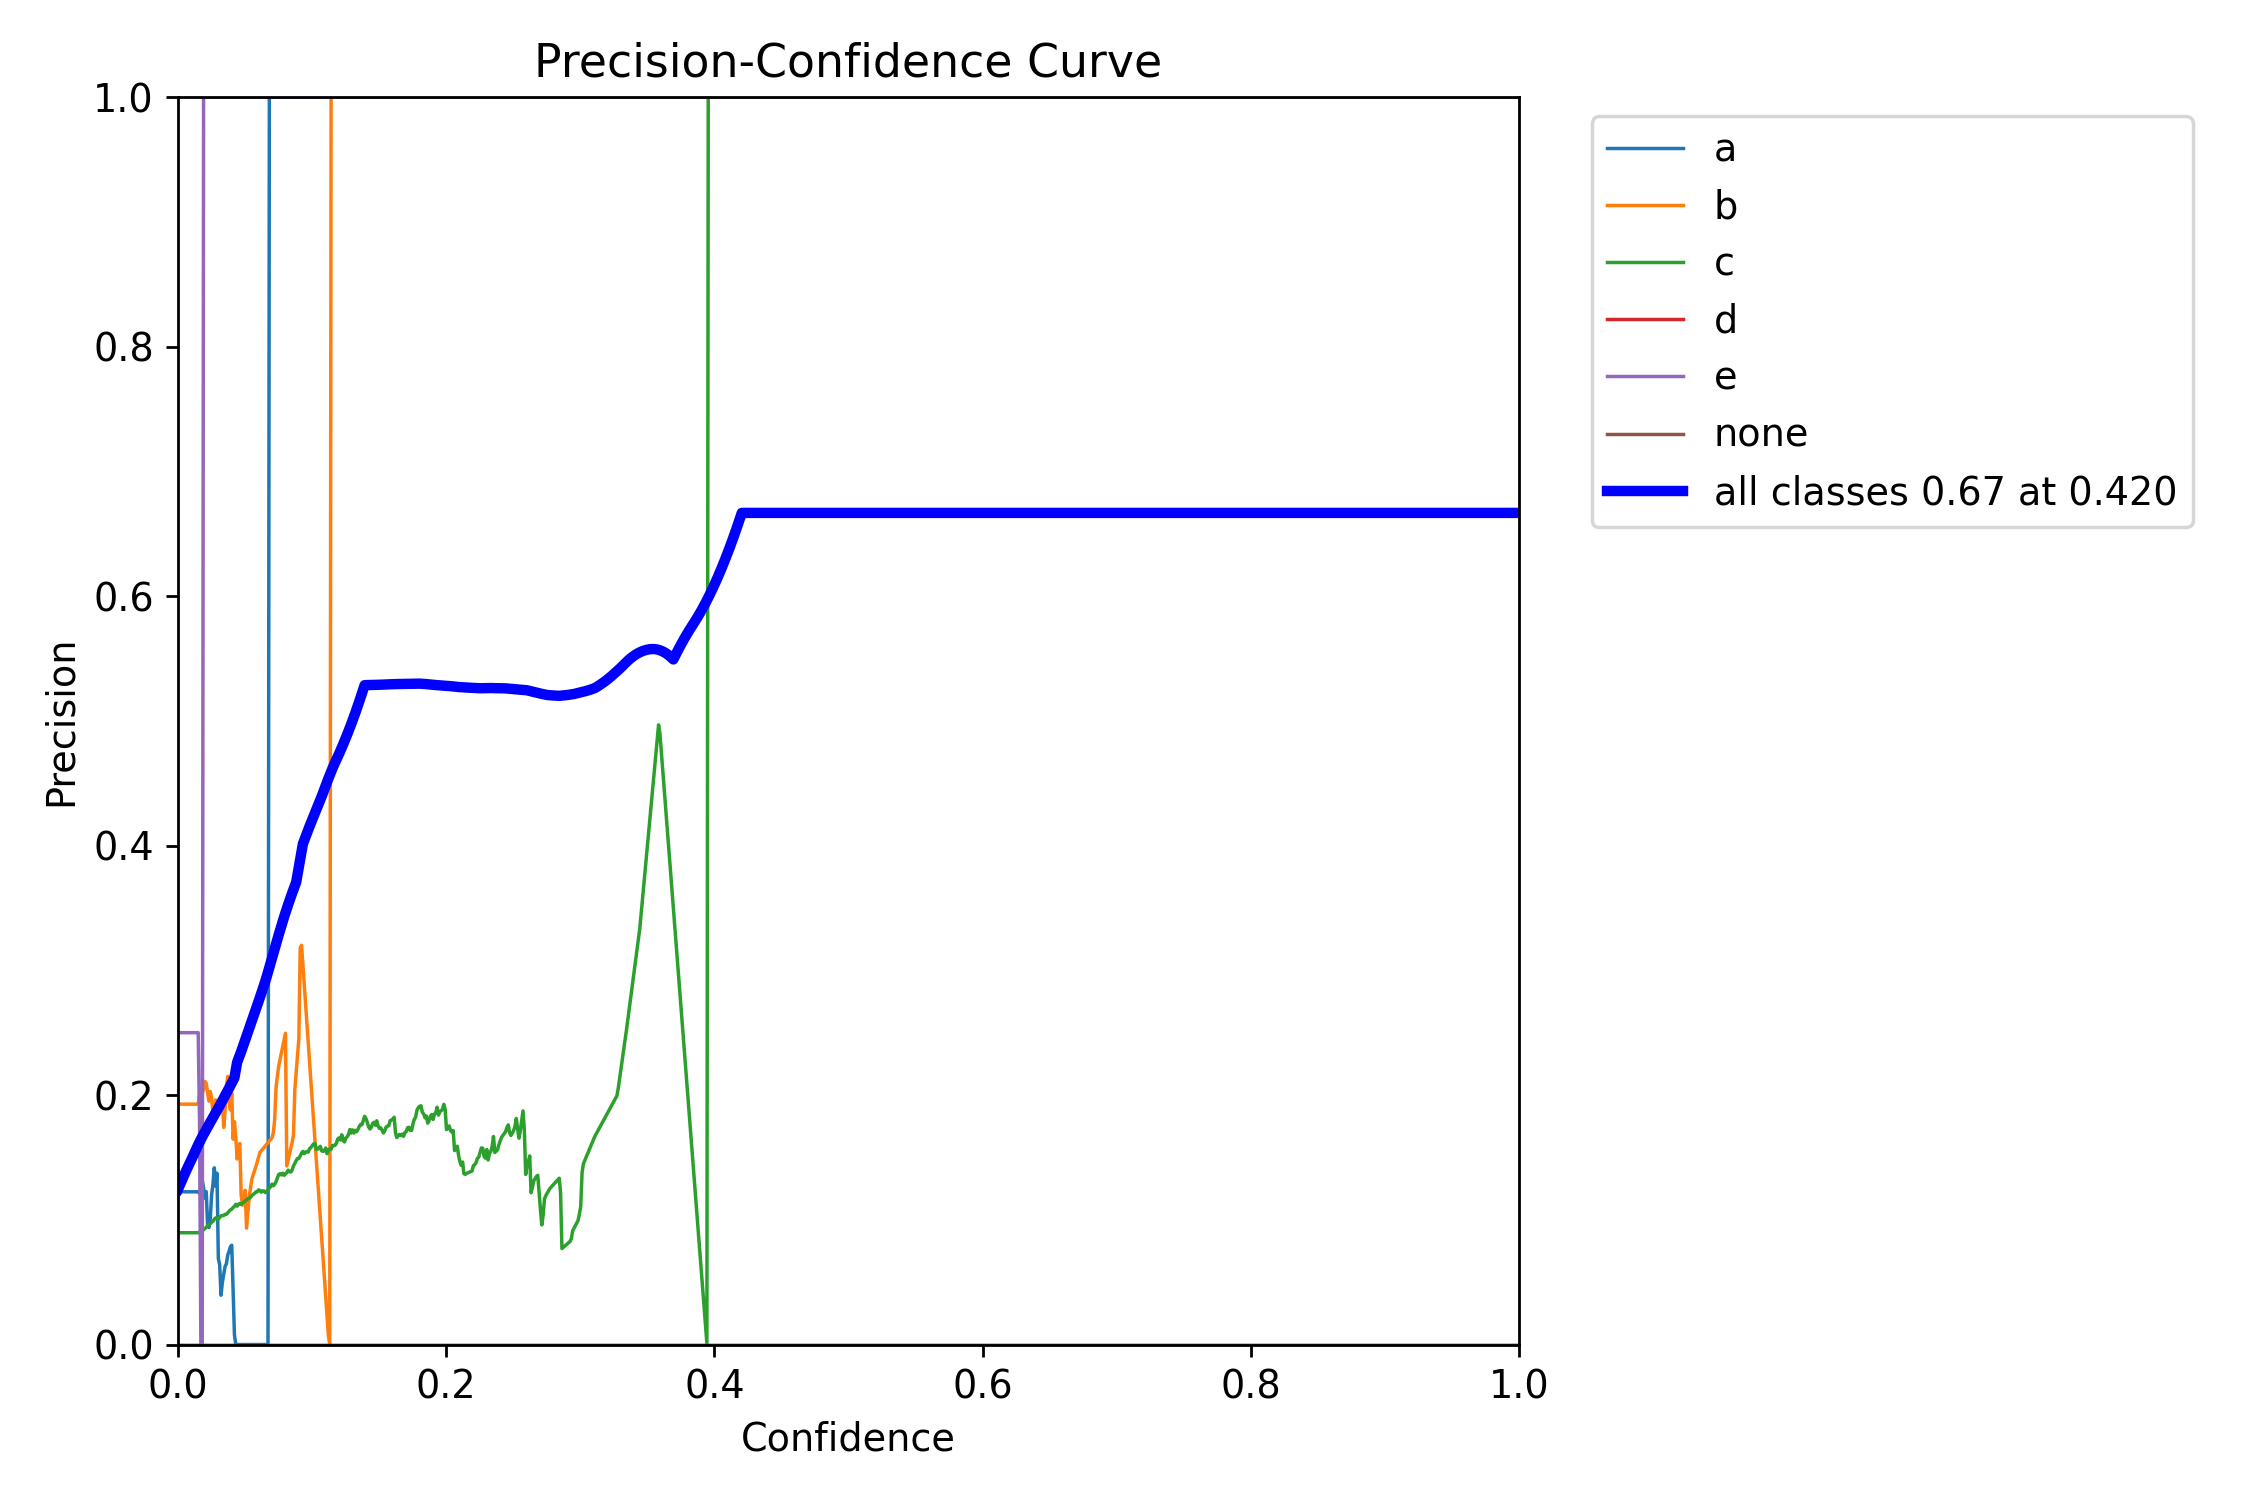 Precision-Confidence Curve
1.0
0.8
0.6
0.4
0.2
0.0
Precision
0.0 0.2 0.4 0.6 0.8 1.0
Confidence
a
b
c
d
e
none
all classes 0.67 at 0.420